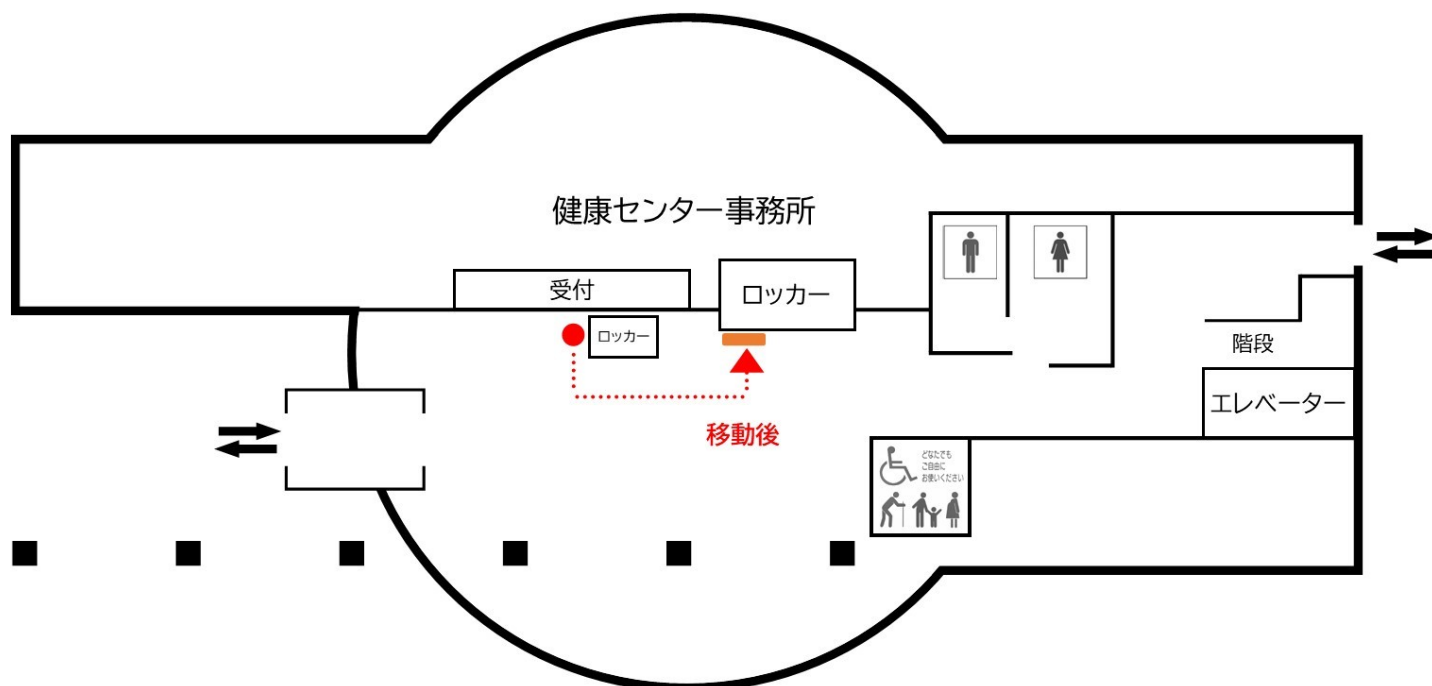 健康センター事務所
受付
ロッカー
ロッカー
階段
エレベーター
移動後
どなたでも
ご自由に
お使いください